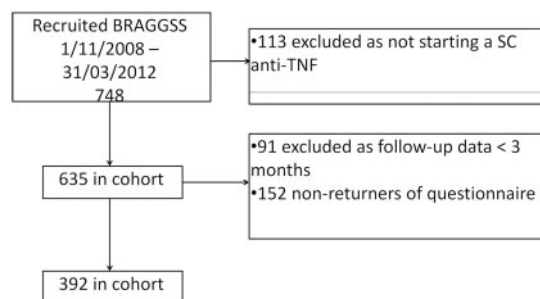 Recruited BRAGGSS
1/11/2008 –
31/03/2012
748
•113 excluded as not starting a SC
anti-TNF
•91 excluded as follow-up data < 3
months
•152 non-returners of questionnaire
635 in cohort
392 in cohort